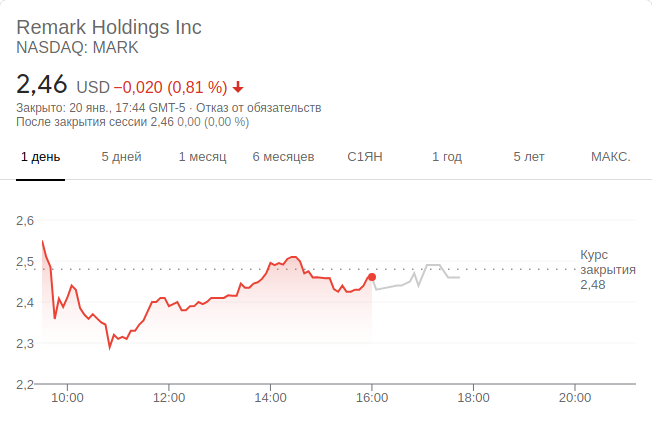 Remark Holdings Inc
NASDAQ: MARK
2,46 USD −0,020 (0,81 %)
Закрыто: 20 янв., 17:44 GMT-5 · Отказ от обязательств
После закрытия сессии 2,46 0,00 (0,00 %)
1 день 5 дней 1 месяц 6 месяцев С1ЯН 1 год 5 лет МАКС.
2,6
2,5
2,4
2,3
2,2
Курс
закрытия
2,48
10:00 12:00 14:00 16:00 18:00 20:00